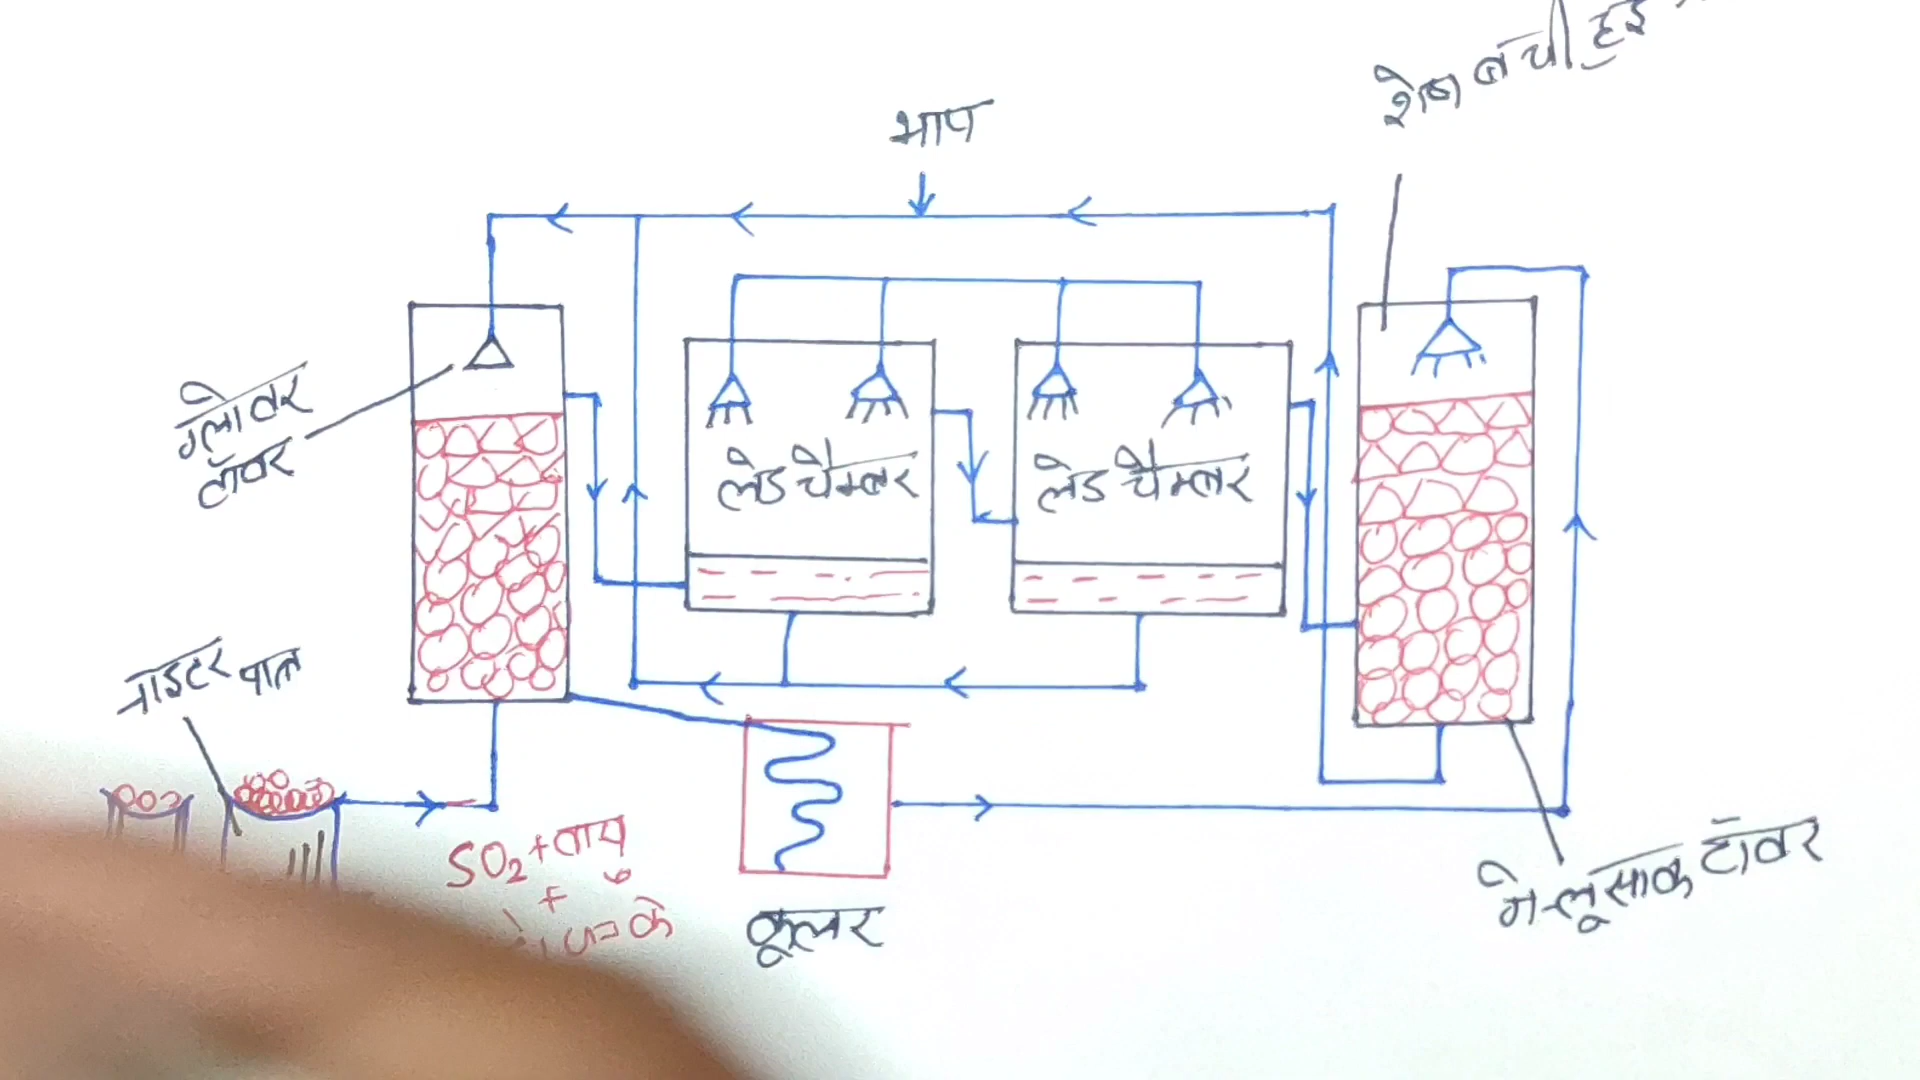 शेष बची हुई
भाप
ग्लोवर
टॉवर
लेड चैम्बर
लेड चैम्बर
नाइटर पात्र
SO2 + वायु
+
के
कूलर
गे-लूसाक टॉवर